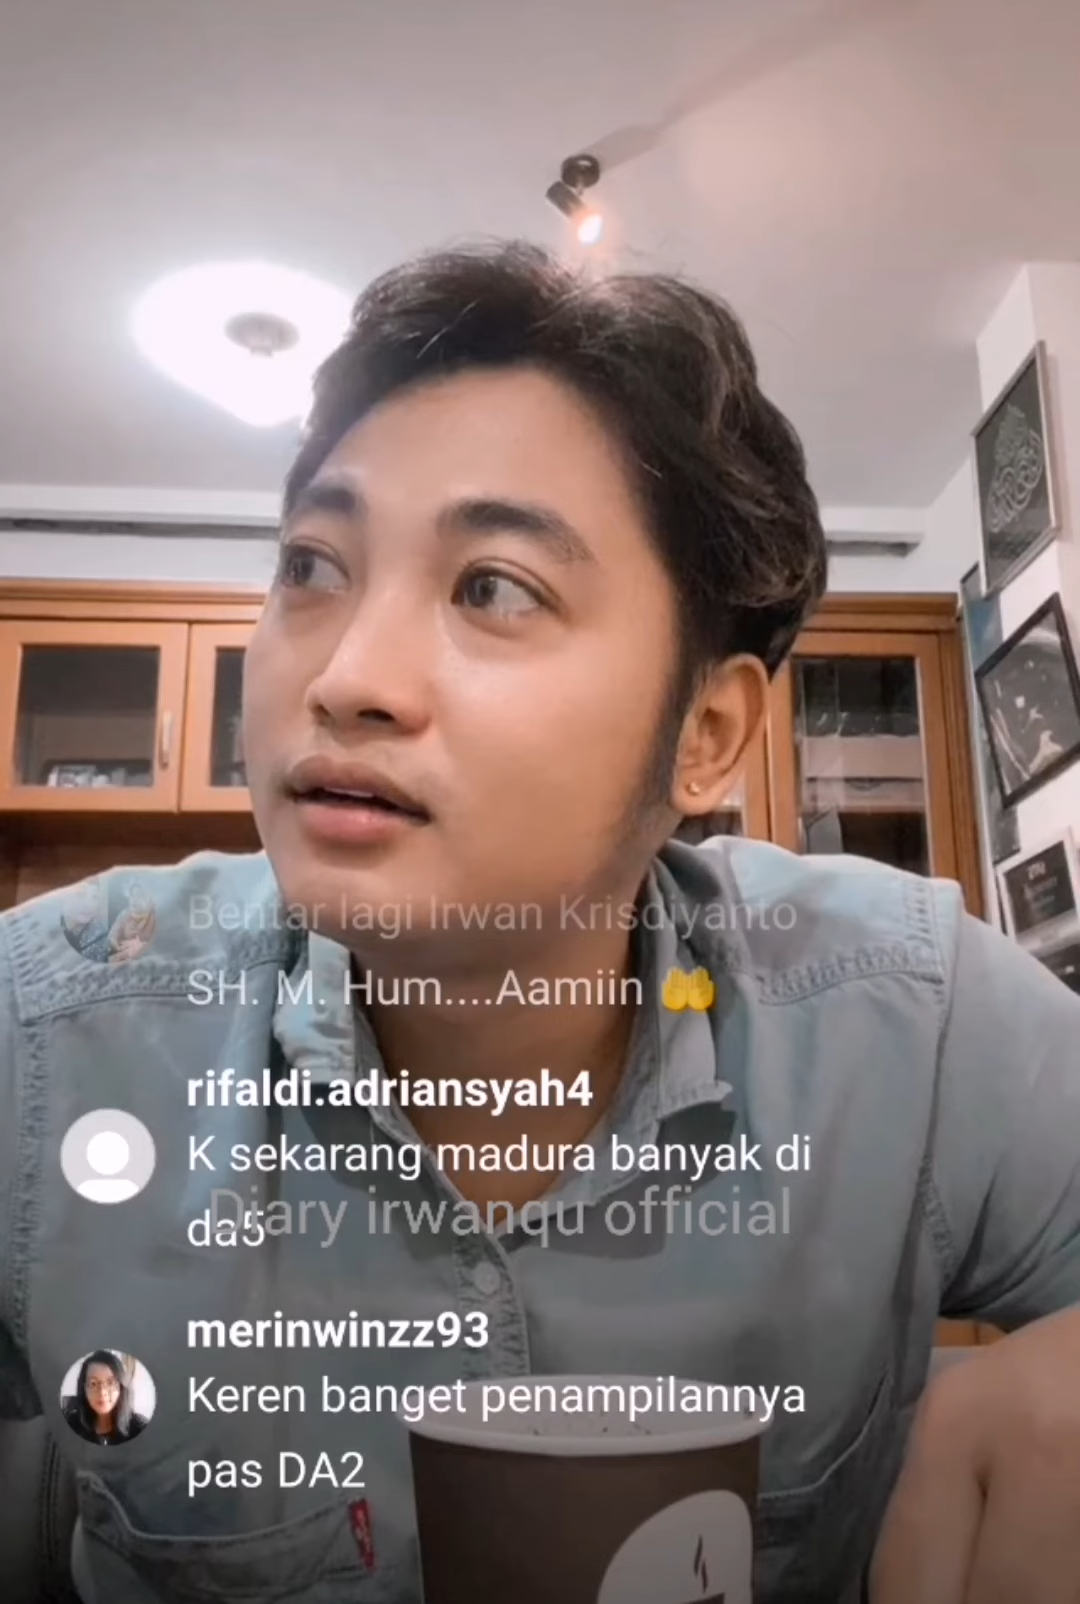 Bentar lagi Irwan Krisdiyanto
SH. M. Hum....Aamiin 🤲
rifaldi.adriansyah4
K sekarang madura banyak di
da5
Diary irwanqu official
merinwinzz93
Keren banget penampilannya
pas DA2